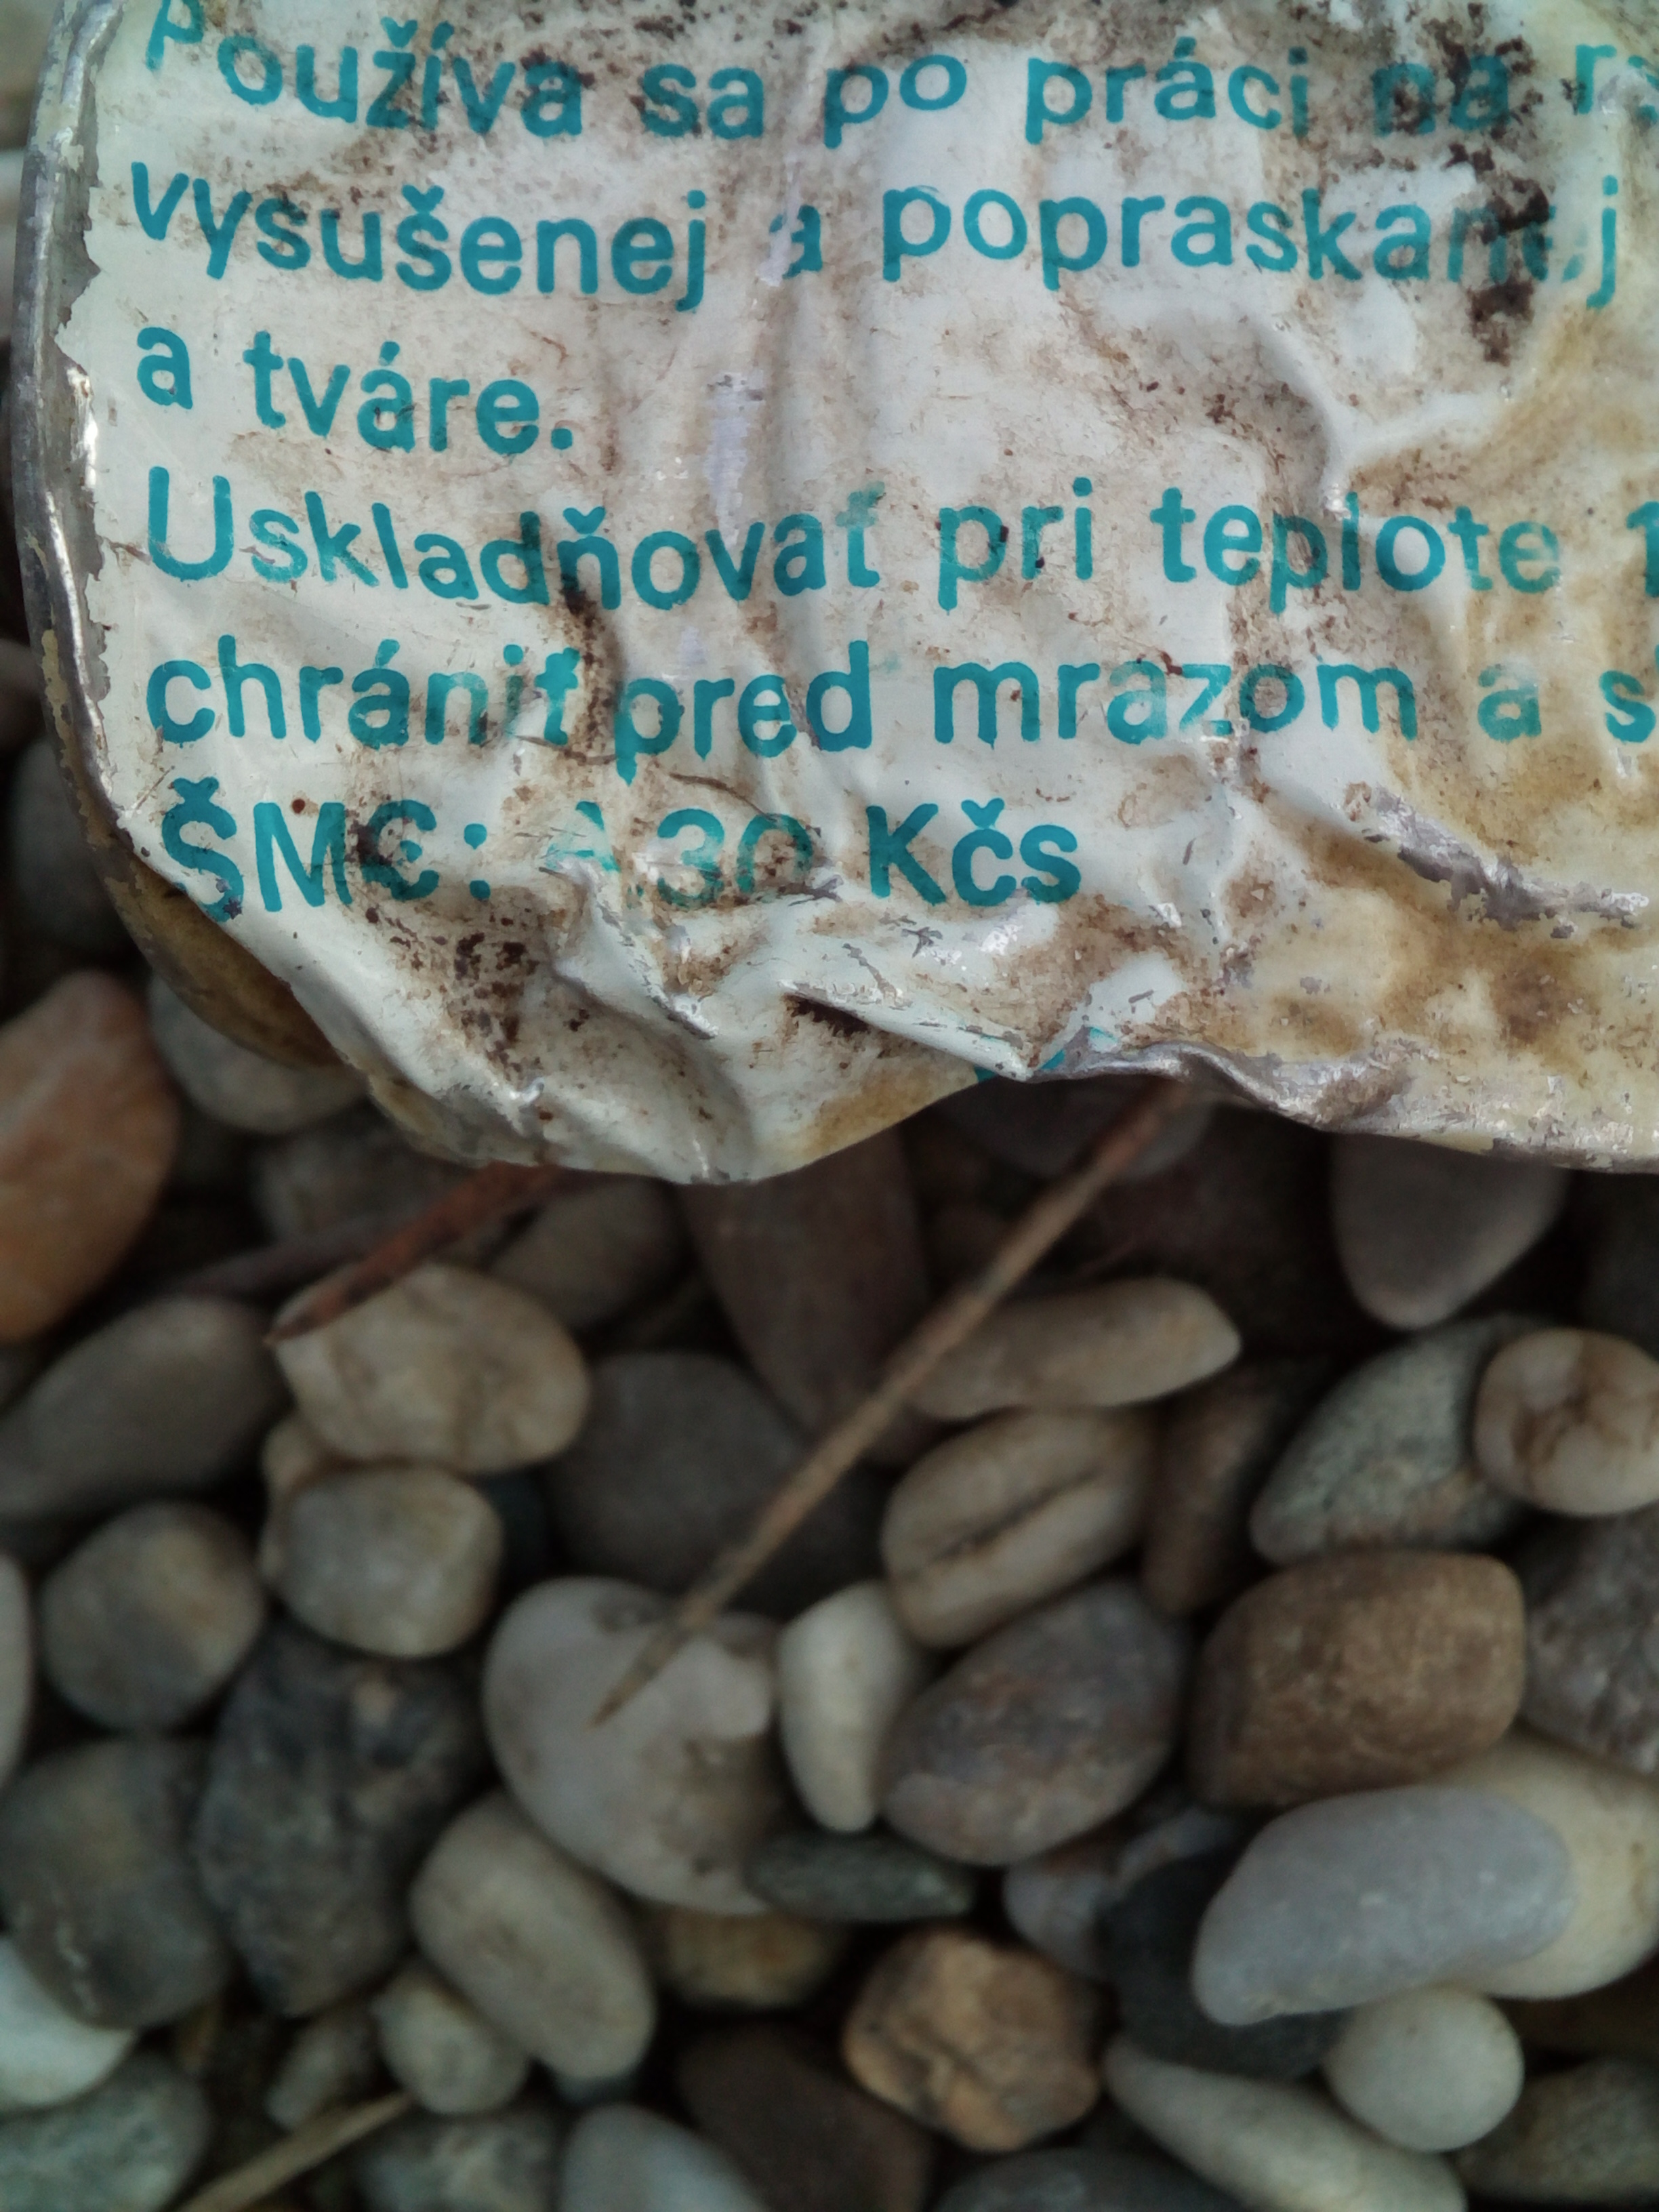 Používa sa po práci na
vysušenej a popraskanej
a tváre.
Uskladňovať pri teplote
chrániť pred mrazom a
ŠMC: Kčs